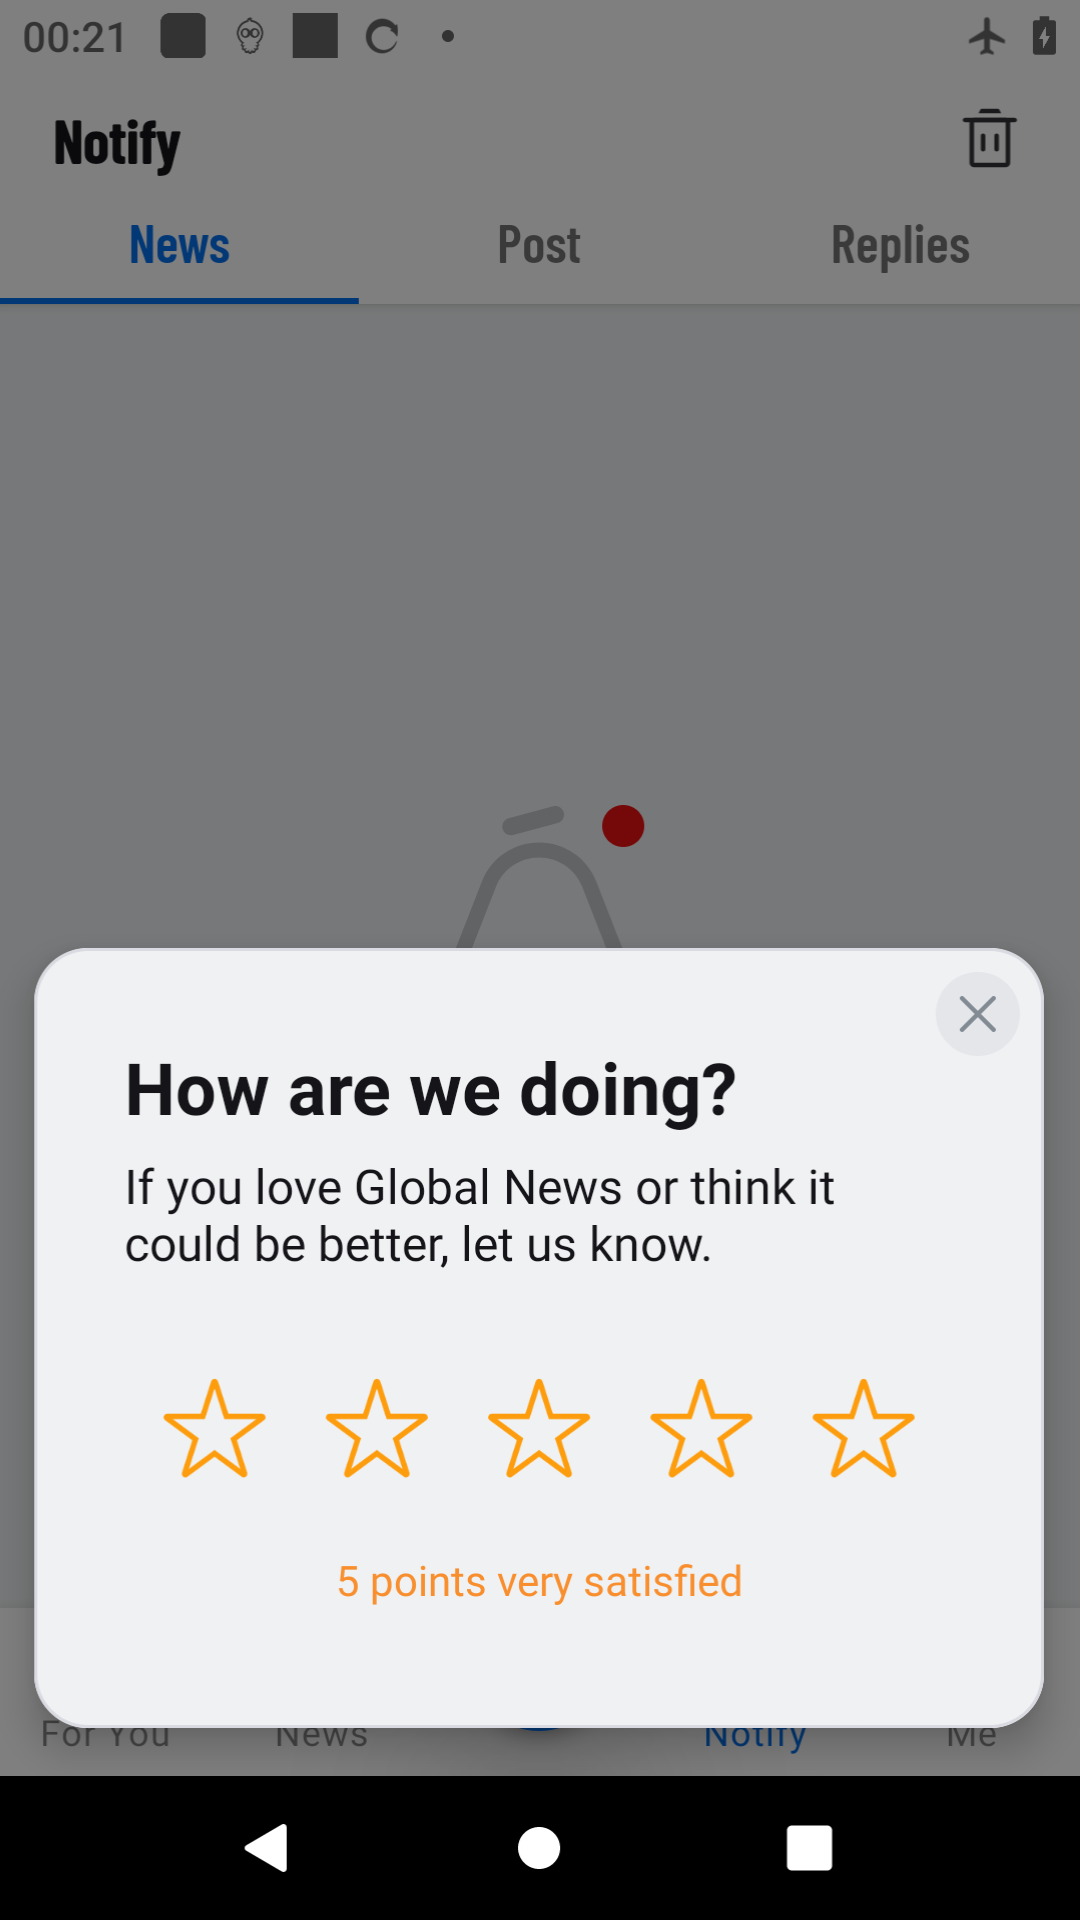 00:21
Notify
News Post Replies
How are we doing?
If you love Global News or think it
could be better, let us know.
5 points very satisfied
For You News Notify Me